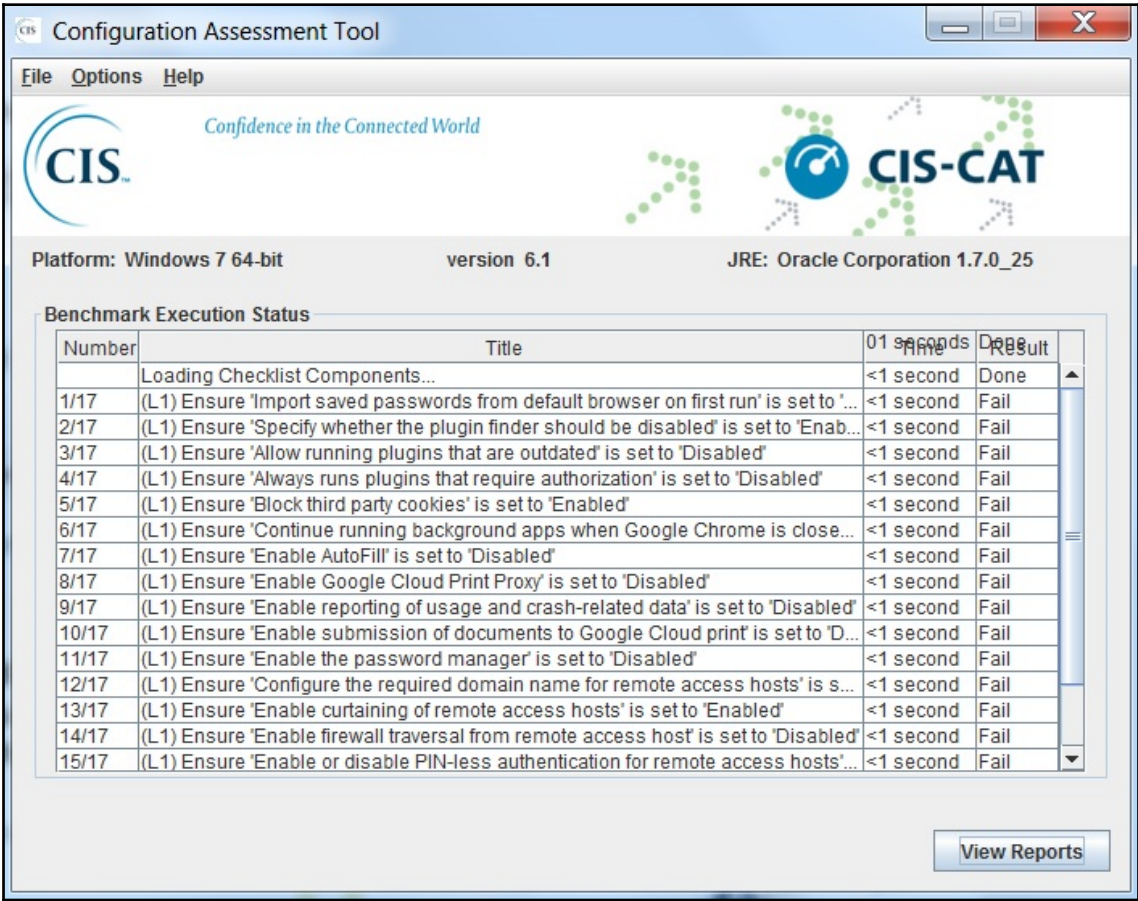 CIS Configuration Assessment Tool
File Options Help
CIS™ Confidence in the Connected World CIS-CAT
Platform: Windows 7 64-bit version 6.1 JRE: Oracle Corporation 1.7.0_25
Benchmark Execution Status
Number Title Time Result
01 seconds Done
Loading Checklist Components... <1 second Done
1/17 (L1) Ensure 'Import saved passwords from default browser on first run' is set to '... <1 second Fail
2/17 (L1) Ensure 'Specify whether the plugin finder should be disabled' is set to 'Enab... <1 second Fail
3/17 (L1) Ensure 'Allow running plugins that are outdated' is set to 'Disabled' <1 second Fail
4/17 (L1) Ensure 'Always runs plugins that require authorization' is set to 'Disabled' <1 second Fail
5/17 (L1) Ensure 'Block third party cookies' is set to 'Enabled' <1 second Fail
6/17 (L1) Ensure 'Continue running background apps when Google Chrome is close... <1 second Fail
7/17 (L1) Ensure 'Enable AutoFill' is set to 'Disabled' <1 second Fail
8/17 (L1) Ensure 'Enable Google Cloud Print Proxy' is set to 'Disabled' <1 second Fail
9/17 (L1) Ensure 'Enable reporting of usage and crash-related data' is set to 'Disabled' <1 second Fail
10/17 (L1) Ensure 'Enable submission of documents to Google Cloud print' is set to 'D... <1 second Fail
11/17 (L1) Ensure 'Enable the password manager' is set to 'Disabled' <1 second Fail
12/17 (L1) Ensure 'Configure the required domain name for remote access hosts' is s... <1 second Fail
13/17 (L1) Ensure 'Enable curtaining of remote access hosts' is set to 'Enabled' <1 second Fail
14/17 (L1) Ensure 'Enable firewall traversal from remote access host' is set to 'Disabled' <1 second Fail
15/17 (L1) Ensure 'Enable or disable PIN-less authentication for remote access hosts'... <1 second Fail
View Reports